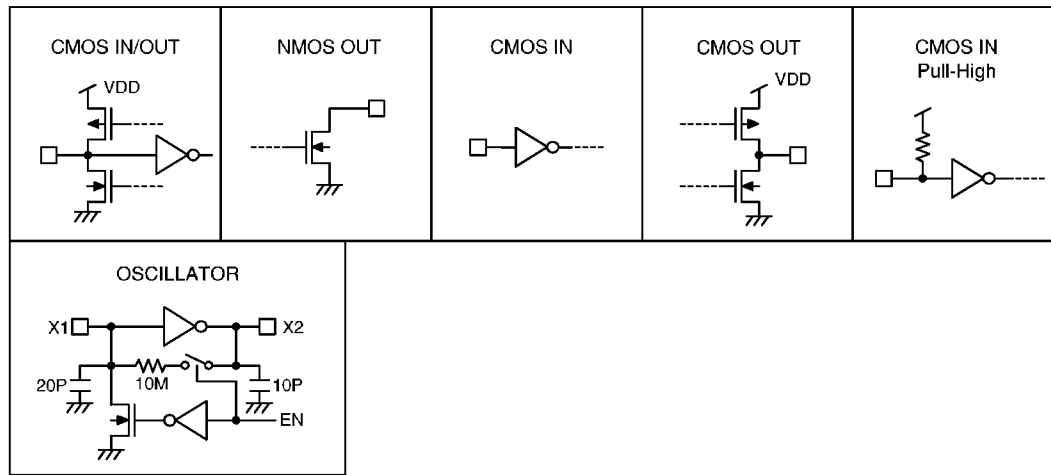 CMOS IN/OUT
VDD
NMOS OUT
CMOS IN
CMOS OUT
VDD
CMOS IN
Pull-High
OSCILLATOR
X1
X2
20P
10M
10P
EN